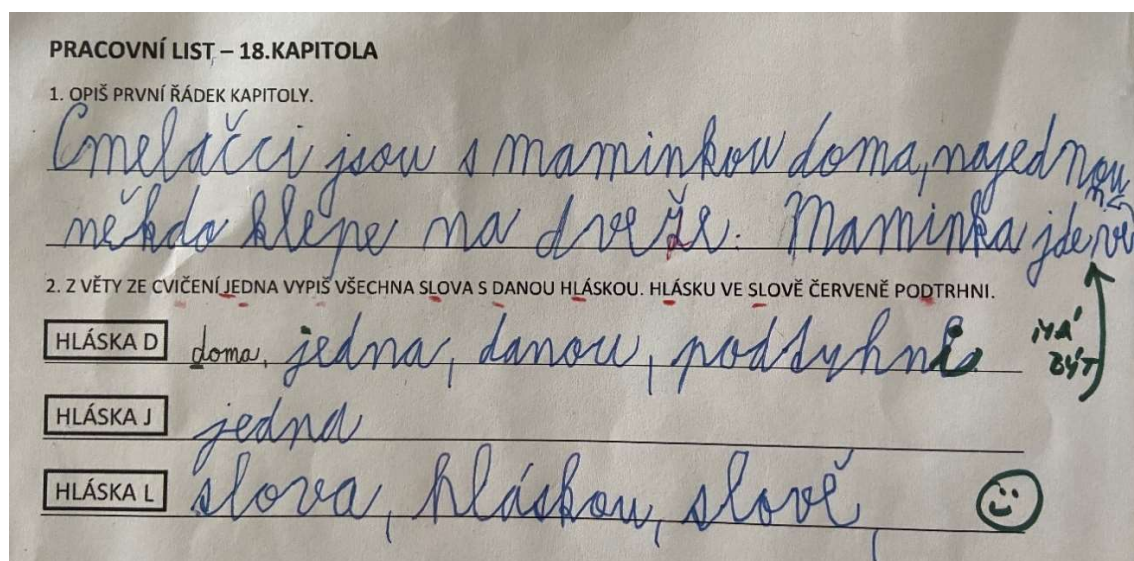 PRACOVNÍ LIST – 18.KAPITOLA
1. OPIŠ PRVNÍ ŘÁDEK KAPITOLY.
Čmeláčci jsou s maminkou doma, najednou
někdo klepe na dveře. Maminka jde
2. Z VĚTY ZE CVIČENÍ JEDNA VYPIŠ VŠECHNA SLOVA S DANOU HLÁSKOU. HLÁSKU VE SLOVĚ ČERVENĚ PODTRHNI.
HLÁSKA D doma, jedna, danou, poddyhni
MÁ BÝT
HLÁSKA J jedna
HLÁSKA L slova, hláskou, slově,